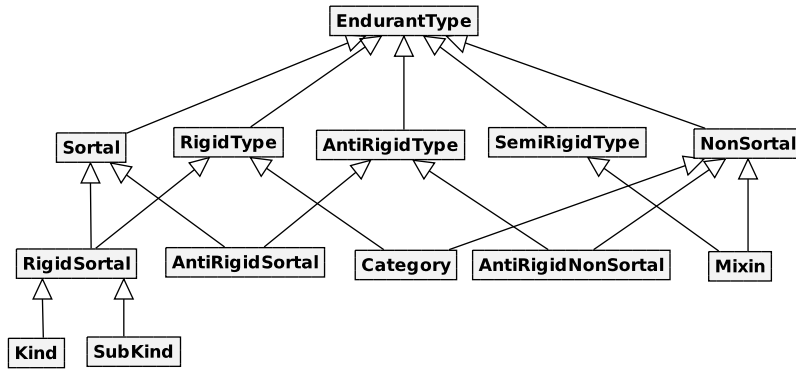 EndurantType
Sortal
RigidType
AntiRigidType
SemiRigidType
NonSortal
RigidSortal
AntiRigidSortal
Category
AntiRigidNonSortal
Mixin
Kind
SubKind